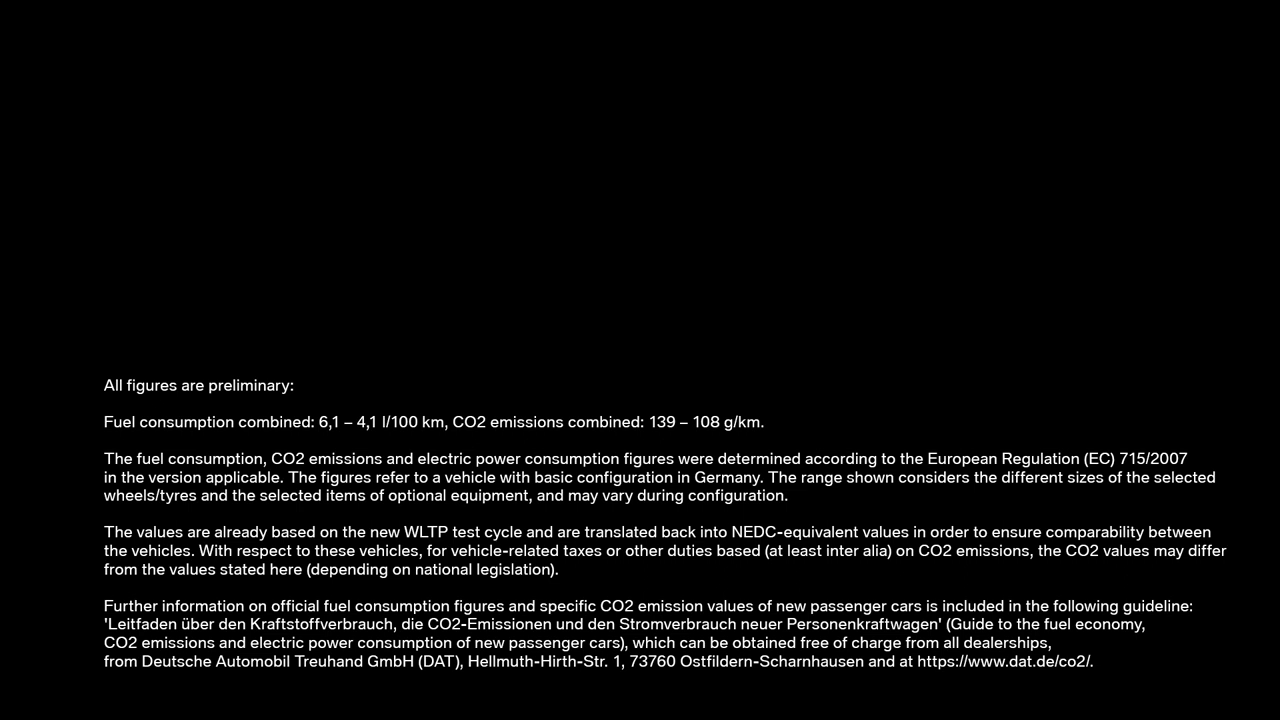 All figures are preliminary:
Fuel consumption combined: 6,1 – 4,1 l/100 km, CO2 emissions combined: 139 – 108 g/km.
The fuel consumption, CO2 emissions and electric power consumption figures were determined according to the European Regulation (EC) 715/2007
in the version applicable. The figures refer to a vehicle with basic configuration in Germany. The range shown considers the different sizes of the selected
wheels/tyres and the selected items of optional equipment, and may vary during configuration.
The values are already based on the new WLTP test cycle and are translated back into NEDC-equivalent values in order to ensure comparability between
the vehicles. With respect to these vehicles, for vehicle-related taxes or other duties based (at least inter alia) on CO2 emissions, the CO2 values may differ
from the values stated here (depending on national legislation).
Further information on official fuel consumption figures and specific CO2 emission values of new passenger cars is included in the following guideline:
'Leitfaden über den Kraftstoffverbrauch, die CO2-Emissionen und den Stromverbrauch neuer Personenkraftwagen' (Guide to the fuel economy,
CO2 emissions and electric power consumption of new passenger cars), which can be obtained free of charge from all dealerships,
from Deutsche Automobil Treuhand GmbH (DAT), Hellmuth-Hirth-Str. 1, 73760 Ostfildern-Scharnhausen and at https://www.dat.de/co2/.